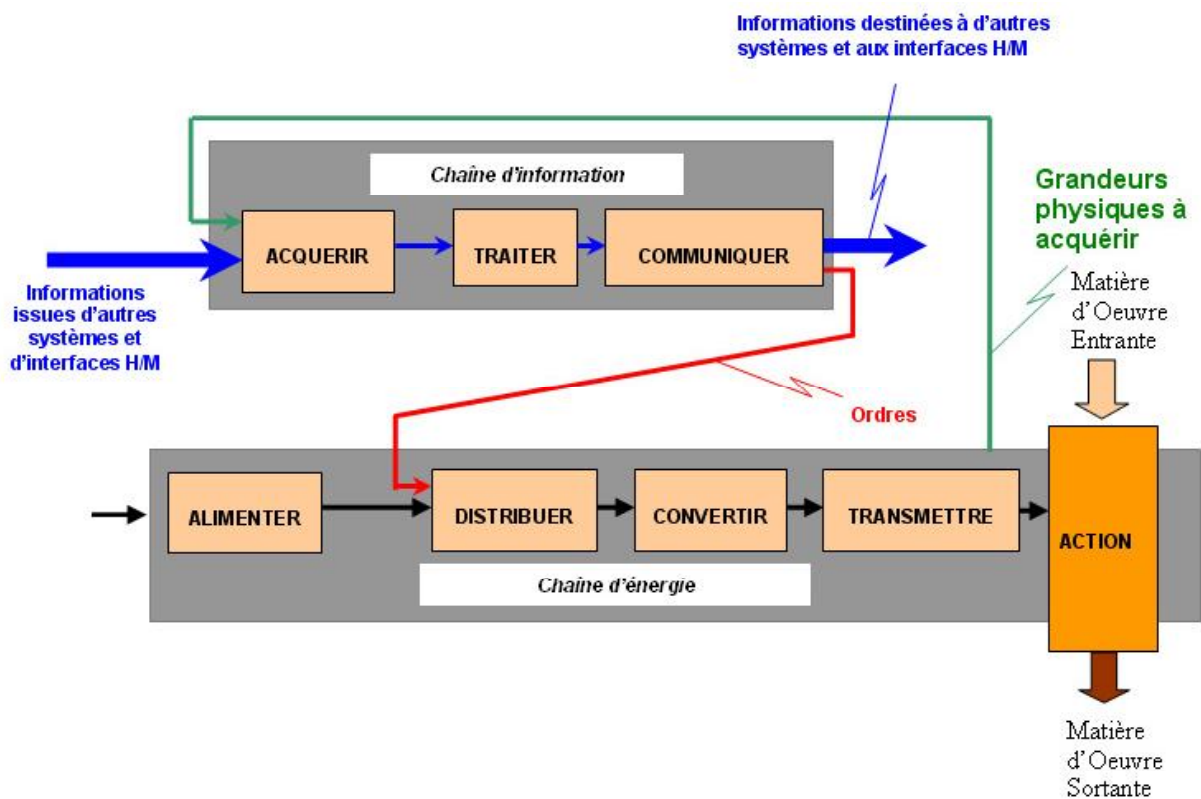 Informations destinées à d'autres
systèmes et aux interfaces H/M
Chaîne d'information
Grandeurs
physiques à
acquérir
ACQUERIR
TRAITER
COMMUNIQUER
Informations
issues d'autres
systèmes et
d'interfaces H/M
Matière
d'Oeuvre
Entrante
Ordres
ALIMENTER
DISTRIBUER
CONVERTIR
TRANSMETTRE
ACTION
Chaîne d'énergie
Matière
d'Oeuvre
Sortante